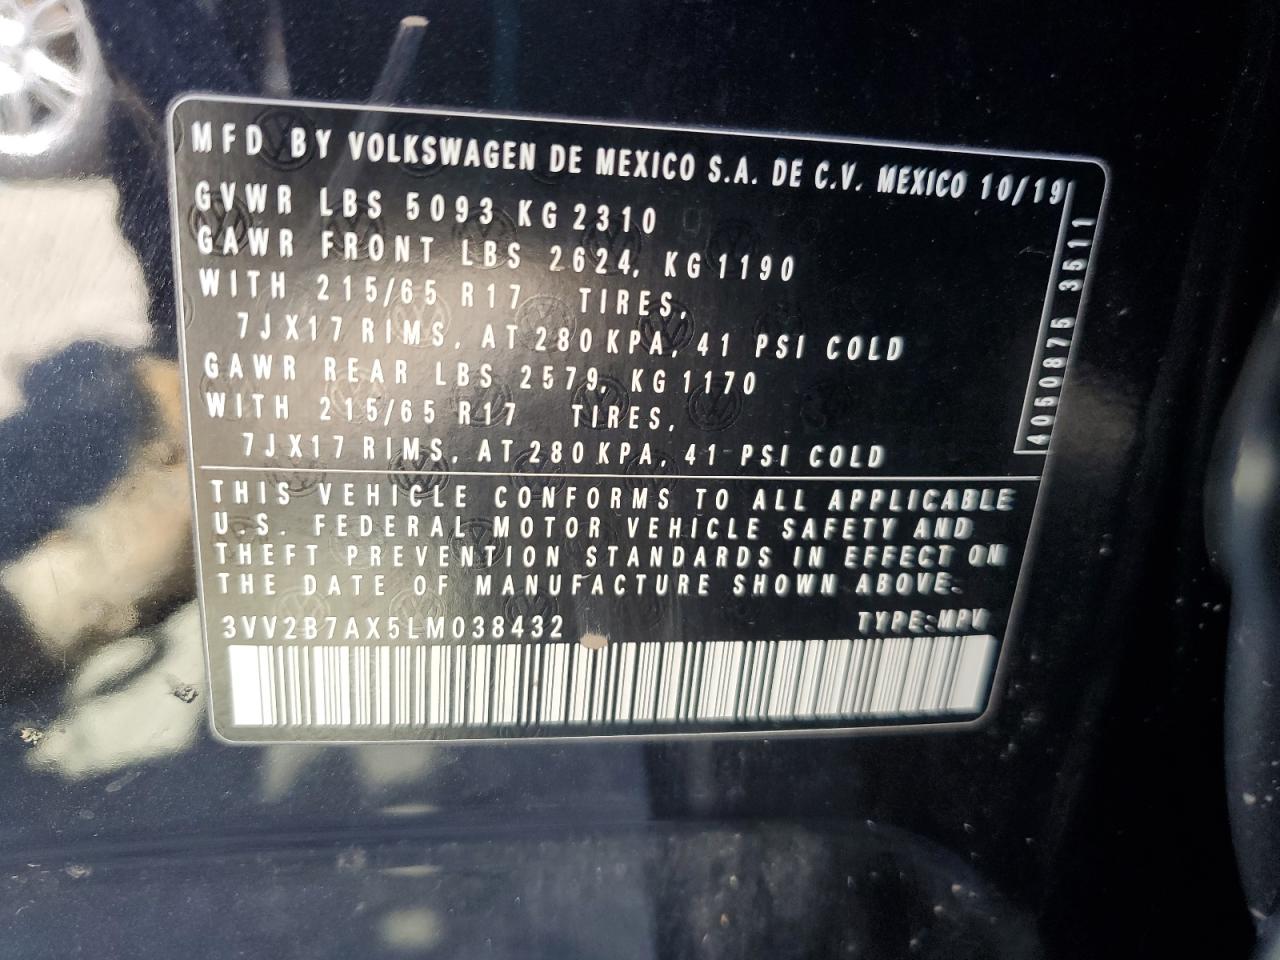 MFD BY VOLKSWAGEN DE MEXICO S.A. DE C.V. MEXICO 10/19
GVWR LBS 5093 KG 2310
GAWR FRONT LBS 2624, KG 1190
WITH 215/65 R17 TIRES,
7JX17 RIMS, AT 280 KPA, 41 PSI COLD
GAWR REAR LBS 2579, KG 1170
WITH 215/65 R17 TIRES,
7JX17 RIMS, AT 280 KPA, 41 PSI COLD
4050875 3511
THIS VEHICLE CONFORMS TO ALL APPLICABLE
U.S. FEDERAL MOTOR VEHICLE SAFETY AND
THEFT PREVENTION STANDARDS IN EFFECT ON
THE DATE OF MANUFACTURE SHOWN ABOVE.
3VV2B7AX5LM038432 TYPE:MPV